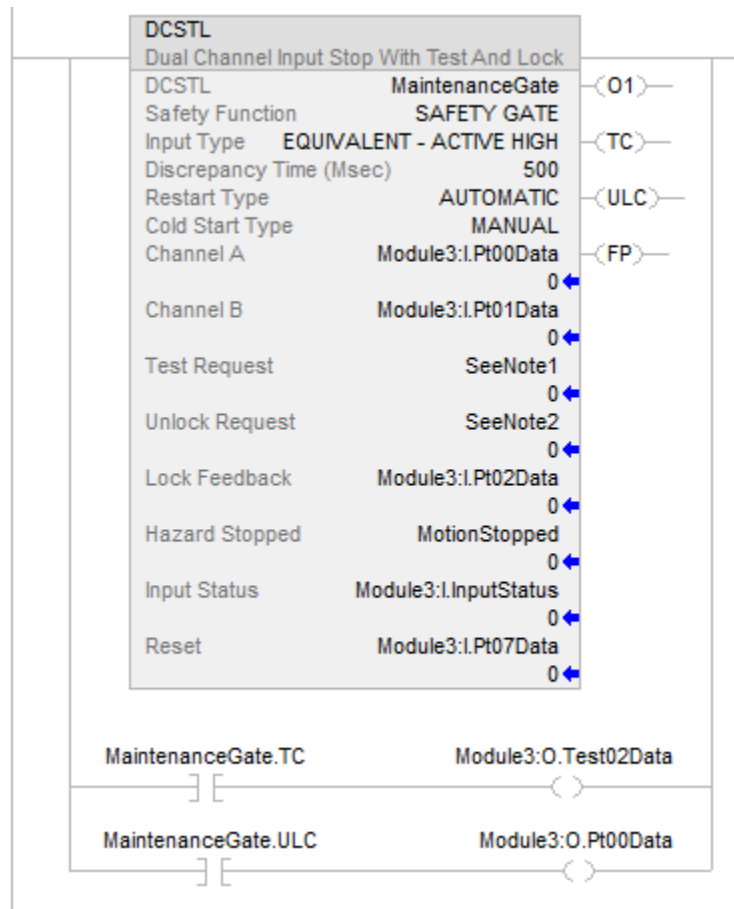 DCSTL
Dual Channel Input Stop With Test And Lock
DCSTL MaintenanceGate (O1)
Safety Function SAFETY GATE
Input Type EQUIVALENT - ACTIVE HIGH (TC)
Discrepancy Time (Msec) 500
Restart Type AUTOMATIC (ULC)
Cold Start Type MANUAL
Channel A Module3:I.Pt00Data (FP)
0
Channel B Module3:I.Pt01Data
0
Test Request SeeNote1
0
Unlock Request SeeNote2
0
Lock Feedback Module3:I.Pt02Data
0
Hazard Stopped MotionStopped
0
Input Status Module3:I.InputStatus
0
Reset Module3:I.Pt07Data
0
MaintenanceGate.TC Module3:O.Test02Data
MaintenanceGate.ULC Module3:O.Pt00Data